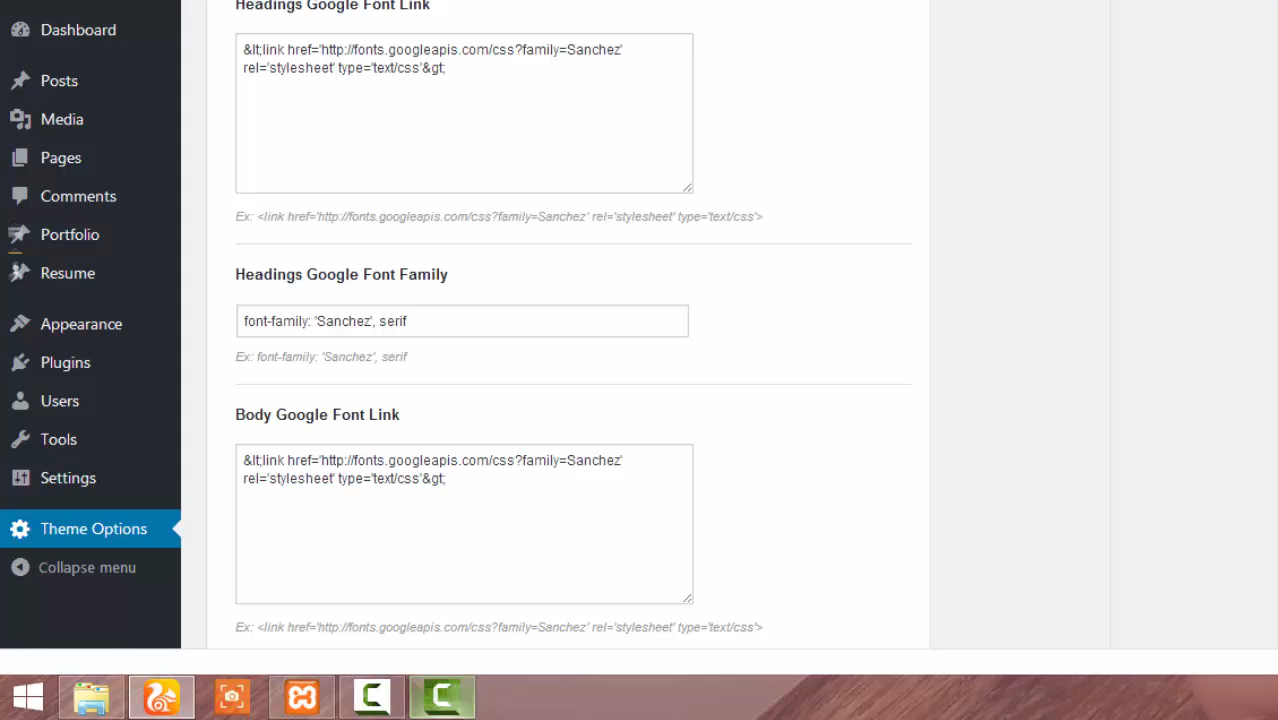 Dashboard
Posts
Media
Pages
Comments
Portfolio
Resume
Appearance
Plugins
Users
Tools
Settings
Theme Options
Collapse menu
Headings Google Font Link
&lt;link href='http://fonts.googleapis.com/css?family=Sanchez'
rel='stylesheet' type='text/css'&gt;
Ex: <link href='http://fonts.googleapis.com/css?family=Sanchez' rel='stylesheet' type='text/css'>
Headings Google Font Family
font-family: 'Sanchez', serif
Ex: font-family: 'Sanchez', serif
Body Google Font Link
&lt;link href='http://fonts.googleapis.com/css?family=Sanchez'
rel='stylesheet' type='text/css'&gt;
Ex: <link href='http://fonts.googleapis.com/css?family=Sanchez' rel='stylesheet' type='text/css'>